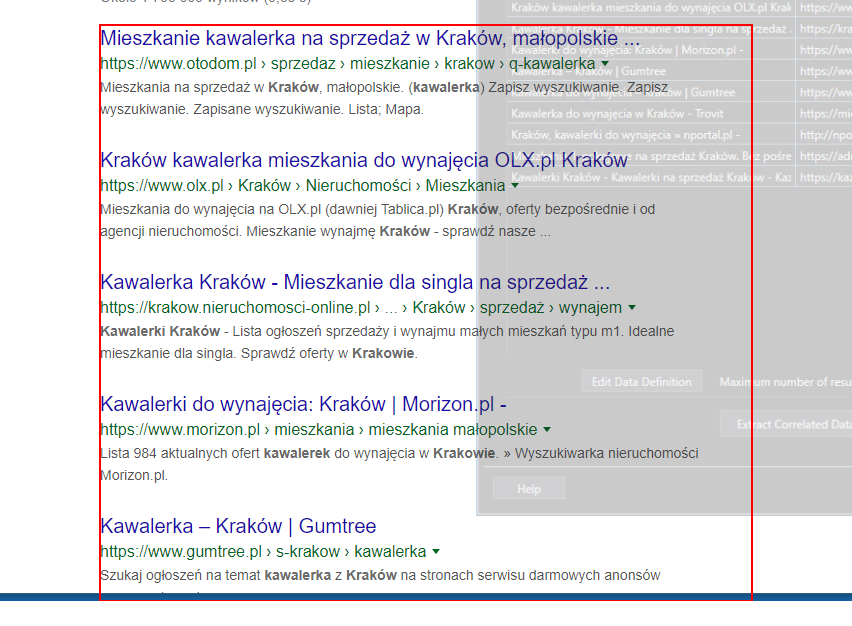 Mieszkanie kawalerka na sprzedaż w Kraków, małopolskie ...
https://www.otodom.pl › sprzedaz › mieszkanie › krakow › q-kawalerka
Mieszkania na sprzedaż w Kraków, małopolskie. (kawalerka) Zapisz wyszukiwanie. Zapisz
wyszukiwanie. Zapisane wyszukiwanie. Lista; Mapa.
Kraków kawalerka mieszkania do wynajęcia OLX.pl Kraków
https://www.olx.pl › Kraków › Nieruchomości › Mieszkania
Mieszkania do wynajęcia na OLX.pl (dawniej Tablica.pl) Kraków, oferty bezpośrednie i od
agencji nieruchomości. Mieszkanie wynajmę Kraków - sprawdź nasze ...
Kawalerka Kraków - Mieszkanie dla singla na sprzedaż ...
https://krakow.nieruchomosci-online.pl › ... › Kraków › sprzedaż › wynajem
Kawalerki Kraków - Lista ogłoszeń sprzedaży i wynajmu małych mieszkań typu m1. Idealne
mieszkanie dla singla. Sprawdź oferty w Krakowie.
Kawalerki do wynajęcia: Kraków | Morizon.pl -
https://www.morizon.pl › mieszkania › mieszkania małopolskie
Lista 984 aktualnych ofert kawalerek do wynajęcia w Krakowie. » Wyszukiwarka nieruchomości
Morizon.pl.
Kawalerka – Kraków | Gumtree
https://www.gumtree.pl › s-krakow › kawalerka
Szukaj ogłoszeń na temat kawalerka z Kraków na stronach serwisu darmowych anonsów
Kraków kawalerka mieszkania do wynajęcia OLX.pl Krak https://ww
Kawalerka Kraków - Mieszkanie dla singla na sprzedaż . https://kra
Kawalerki do wynajęcia: Kraków | Morizon.pl - https://ww
Kawalerka – Kraków | Gumtree https://ww
Kawalerka do wynajęcia – Kraków | Gumtree https://ww
Kawalerka do wynajęcia w Kraków - Trovit https://mie
Kraków, kawalerki do wynajęcia » nportal.pl - http://npo
na sprzedaż Kraków. Bez pośre https://adr
Kawalerki Kraków - Kawalerki na sprzedaż Kraków - Kaz https://kaz
Edit Data Definition
Maximum number of resu
Extract Correlated Data
Help